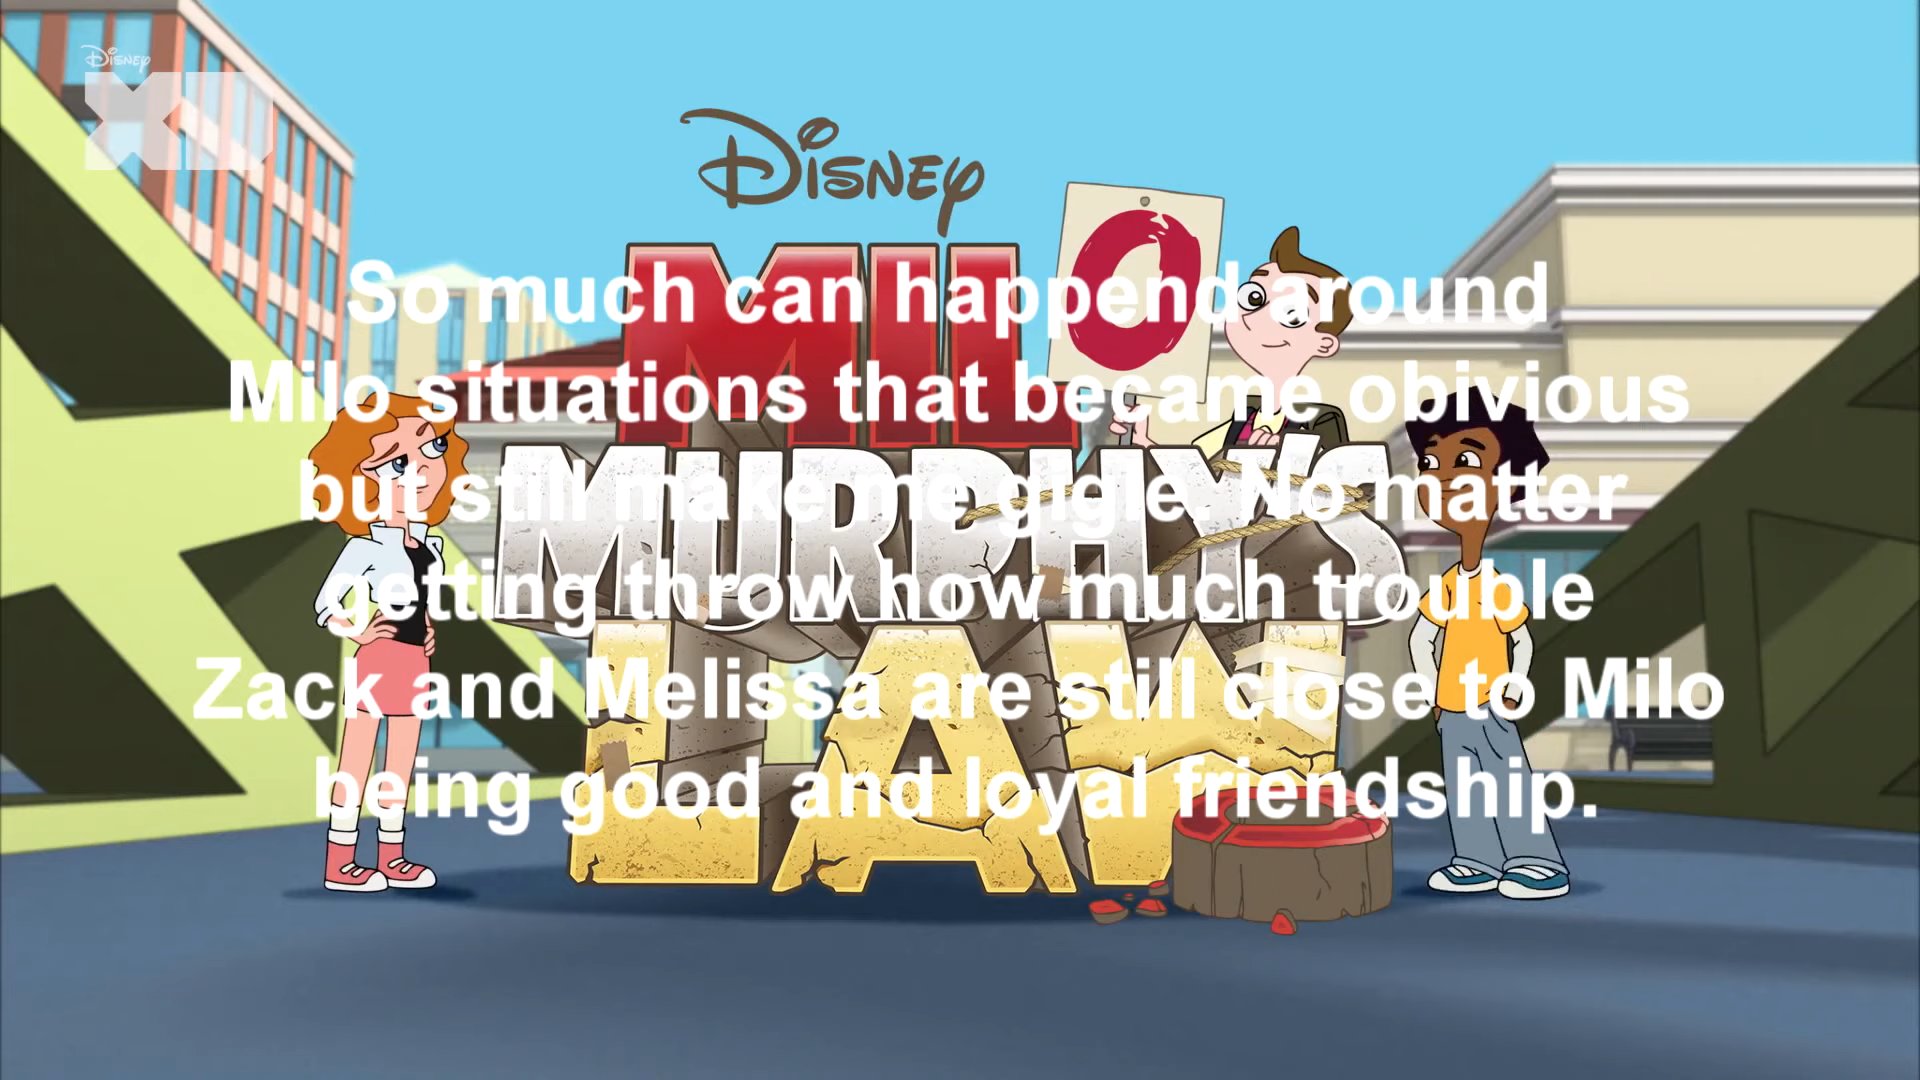 Disney
XD
Disney
MILO
MURPHY'S
LAW
So much can happend around
Milo situations that became obivious
but still make me gigle. No matter
getting throw how much trouble
Zack and Melissa are still close to Milo
being good and loyal friendship.